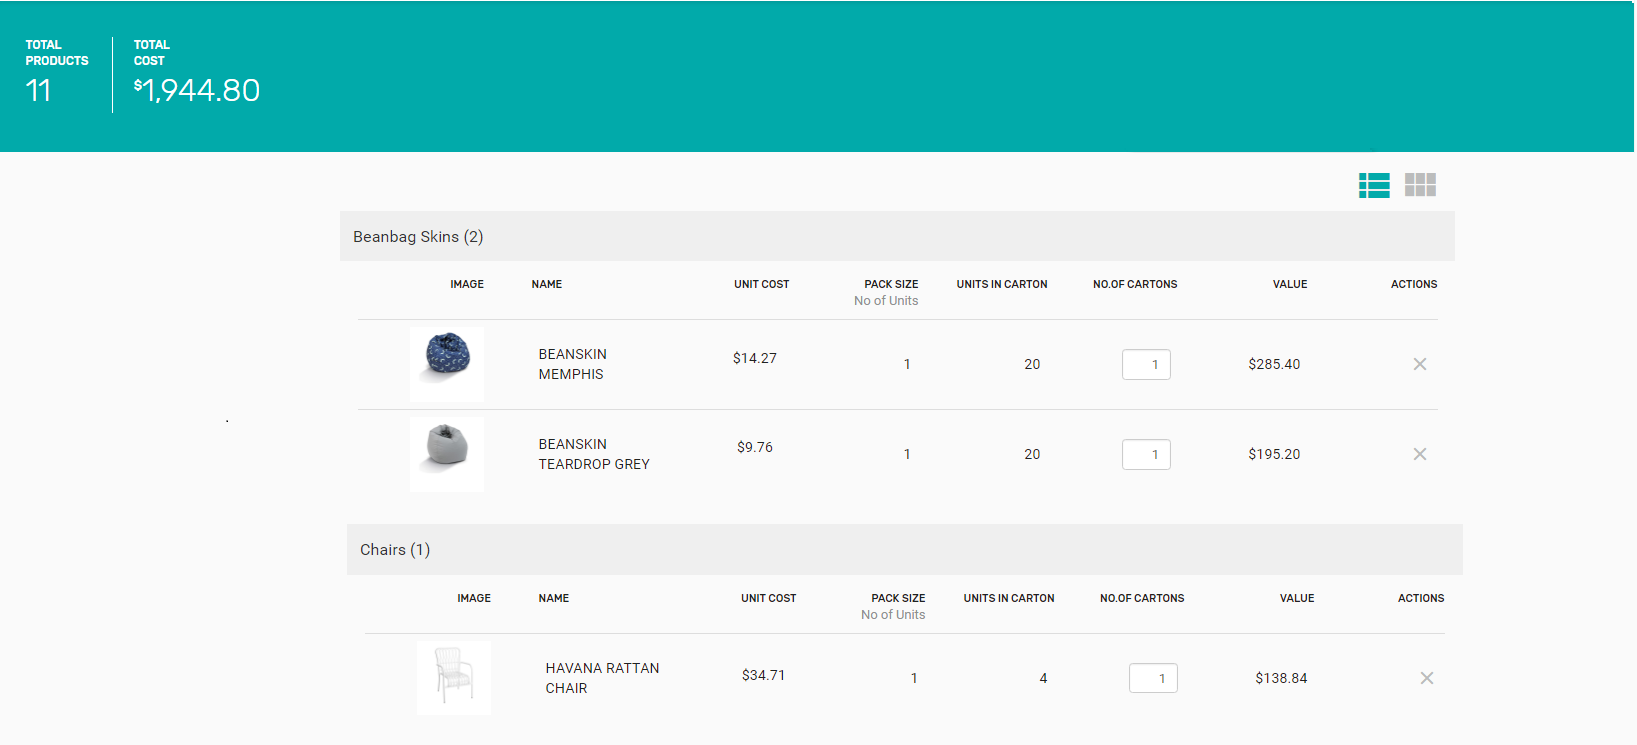 TOTAL PRODUCTS
11
TOTAL COST
$1,944.80
Beanbag Skins (2)
IMAGE NAME UNIT COST PACK SIZE UNITS IN CARTON NO.OF CARTONS VALUE ACTIONS
No of Units
BEANSKIN MEMPHIS $14.27 1 20 1 $285.40
BEANSKIN TEARDROP GREY $9.76 1 20 1 $195.20
Chairs (1)
IMAGE NAME UNIT COST PACK SIZE UNITS IN CARTON NO.OF CARTONS VALUE ACTIONS
No of Units
HAVANA RATTAN CHAIR $34.71 1 4 1 $138.84